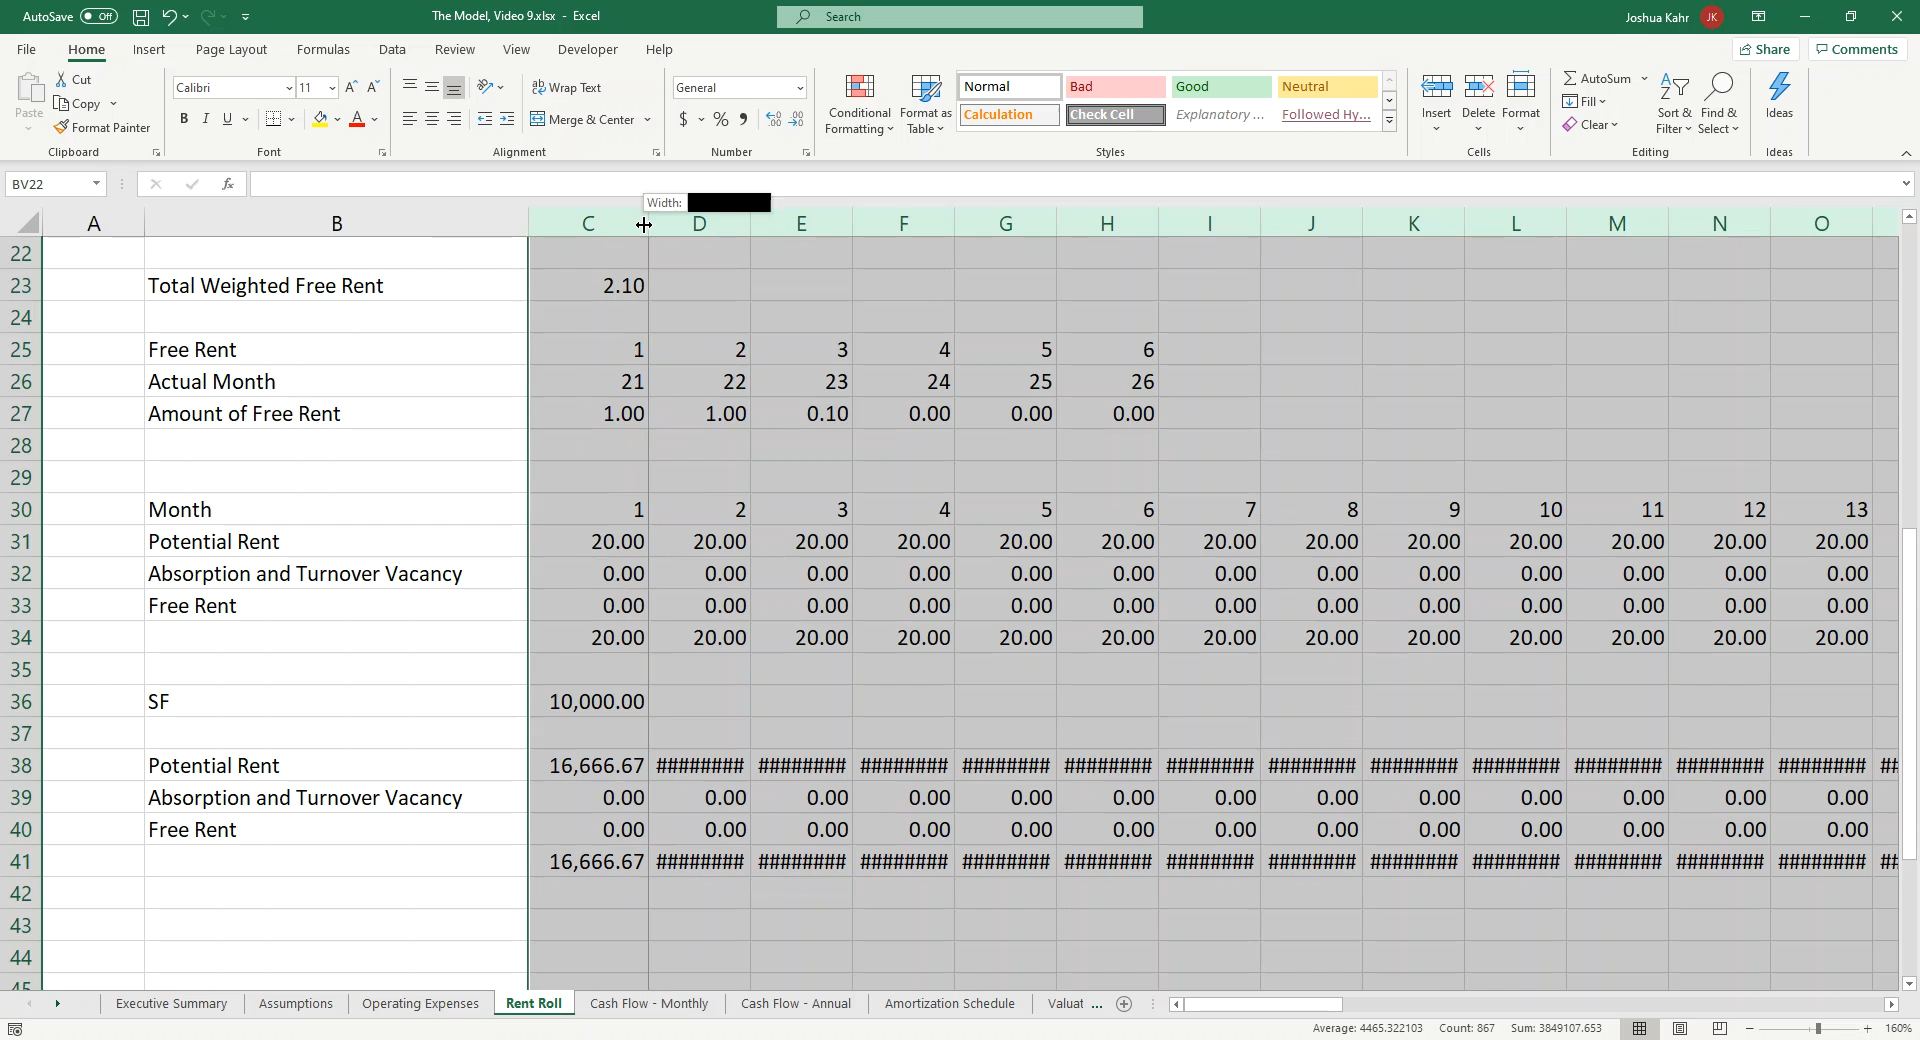 AutoSave Off The Model, Video 9.xlsx - Excel Search Joshua Kahr JK
File Home Insert Page Layout Formulas Data Review View Developer Help Share Comments
Paste Cut Copy Format Painter Clipboard
Calibri 11 A A B I U A Font
ab Wrap Text Merge & Center Alignment
General $ % Number
Conditional Formatting Format as Table Normal Bad Good Neutral
Calculation Check Cell Explanatory ... Followed Hy... Styles
Insert Delete Format Cells
AutoSum Fill Clear Sort & Filter Find & Select Editing
Ideas Ideas
BV22 fx
Width:
A B C D E F G H I J K L M N O
22
23 Total Weighted Free Rent 2.10
24
25 Free Rent 1 2 3 4 5 6
26 Actual Month 21 22 23 24 25 26
27 Amount of Free Rent 1.00 1.00 0.10 0.00 0.00 0.00
28
29
30 Month 1 2 3 4 5 6 7 8 9 10 11 12 13
31 Potential Rent 20.00 20.00 20.00 20.00 20.00 20.00 20.00 20.00 20.00 20.00 20.00 20.00 20.00
32 Absorption and Turnover Vacancy 0.00 0.00 0.00 0.00 0.00 0.00 0.00 0.00 0.00 0.00 0.00 0.00 0.00
33 Free Rent 0.00 0.00 0.00 0.00 0.00 0.00 0.00 0.00 0.00 0.00 0.00 0.00 0.00
34 20.00 20.00 20.00 20.00 20.00 20.00 20.00 20.00 20.00 20.00 20.00 20.00 20.00
35
36 SF 10,000.00
37
38 Potential Rent 16,666.67 ######## ######## ######## ######## ######## ######## ######## ######## ######## ######## ######## ######## ##
39 Absorption and Turnover Vacancy 0.00 0.00 0.00 0.00 0.00 0.00 0.00 0.00 0.00 0.00 0.00 0.00 0.00
40 Free Rent 0.00 0.00 0.00 0.00 0.00 0.00 0.00 0.00 0.00 0.00 0.00 0.00 0.00
41 16,666.67 ######## ######## ######## ######## ######## ######## ######## ######## ######## ######## ######## ######## ##
42
43
44
45
Executive Summary Assumptions Operating Expenses Rent Roll Cash Flow - Monthly Cash Flow - Annual Amortization Schedule Valuat ...
Average: 4465.322103 Count: 867 Sum: 3849107.653 160%